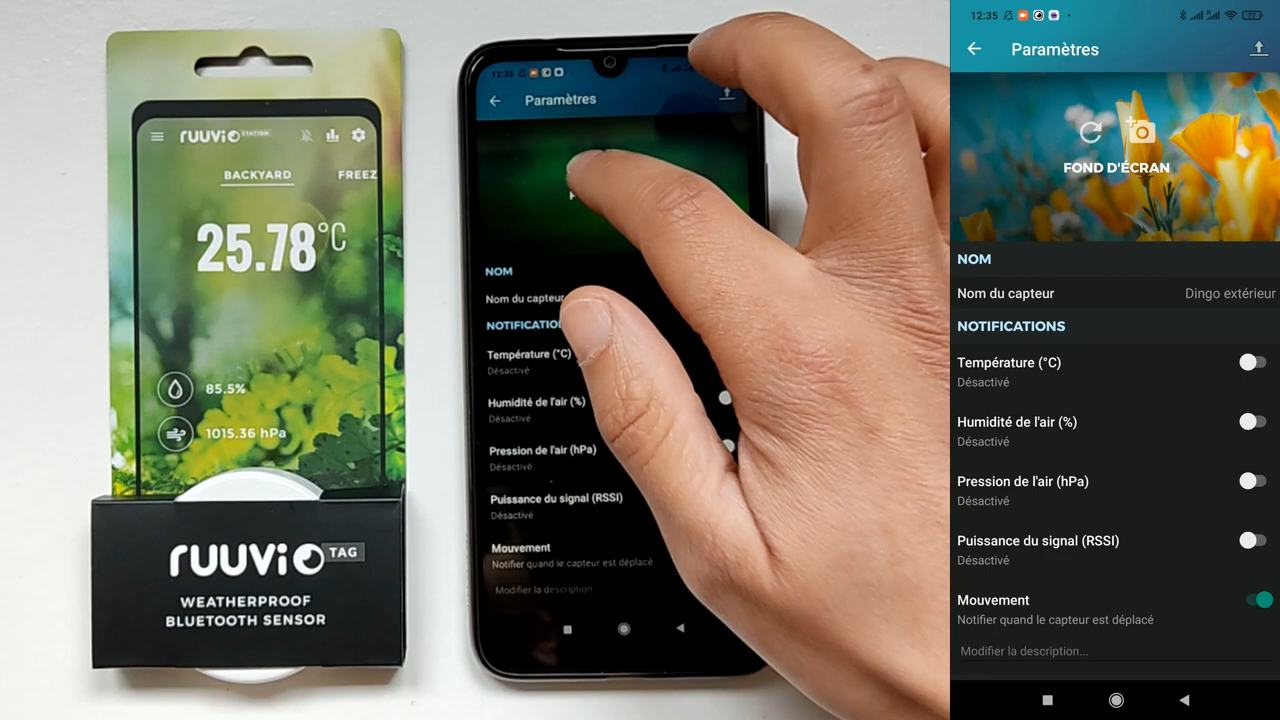 ruuvi STATION
BACKYARD FREEZ
25.78°C
85.5%
1015.36 hPa
ruuvi TAG
WEATHERPROOF
BLUETOOTH SENSOR
12:35
Paramètres
NOM
Nom du capteur
NOTIFICATIO
Température (°C)
Désactivé
Humidité de l'air (%)
Désactivé
Pression de l'air (hPa)
Désactivé
Puissance du signal (RSSI)
Désactivé
Mouvement
Notifier quand le capteur est déplacé
Modifier la description
12:35 77
Paramètres
FOND D'ÉCRAN
NOM
Nom du capteur Dingo extérieur
NOTIFICATIONS
Température (°C)
Désactivé
Humidité de l'air (%)
Désactivé
Pression de l'air (hPa)
Désactivé
Puissance du signal (RSSI)
Désactivé
Mouvement
Notifier quand le capteur est déplacé
Modifier la description...